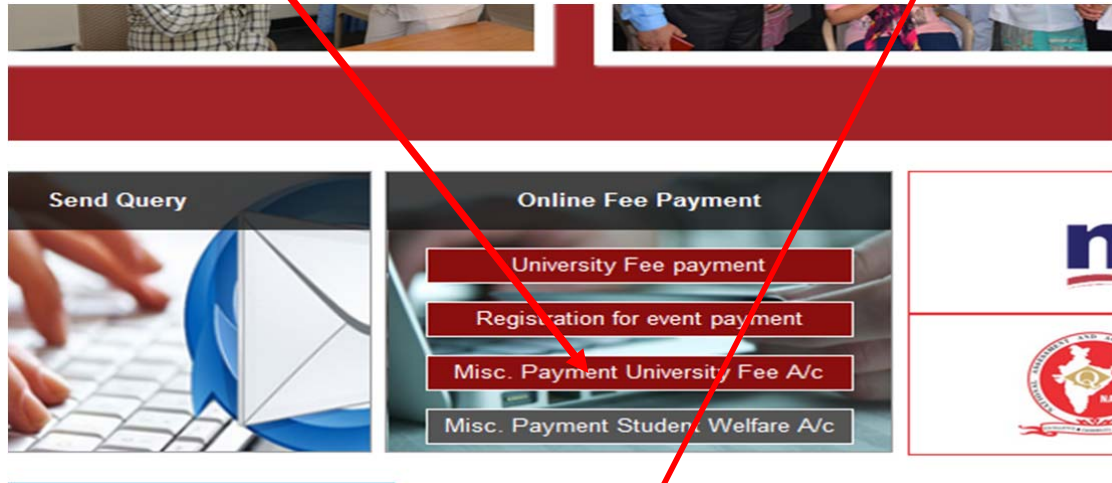 Send Query
Online Fee Payment
University Fee payment
Registration for event payment
Misc. Payment University Fee A/c
Misc. Payment Student Welfare A/c